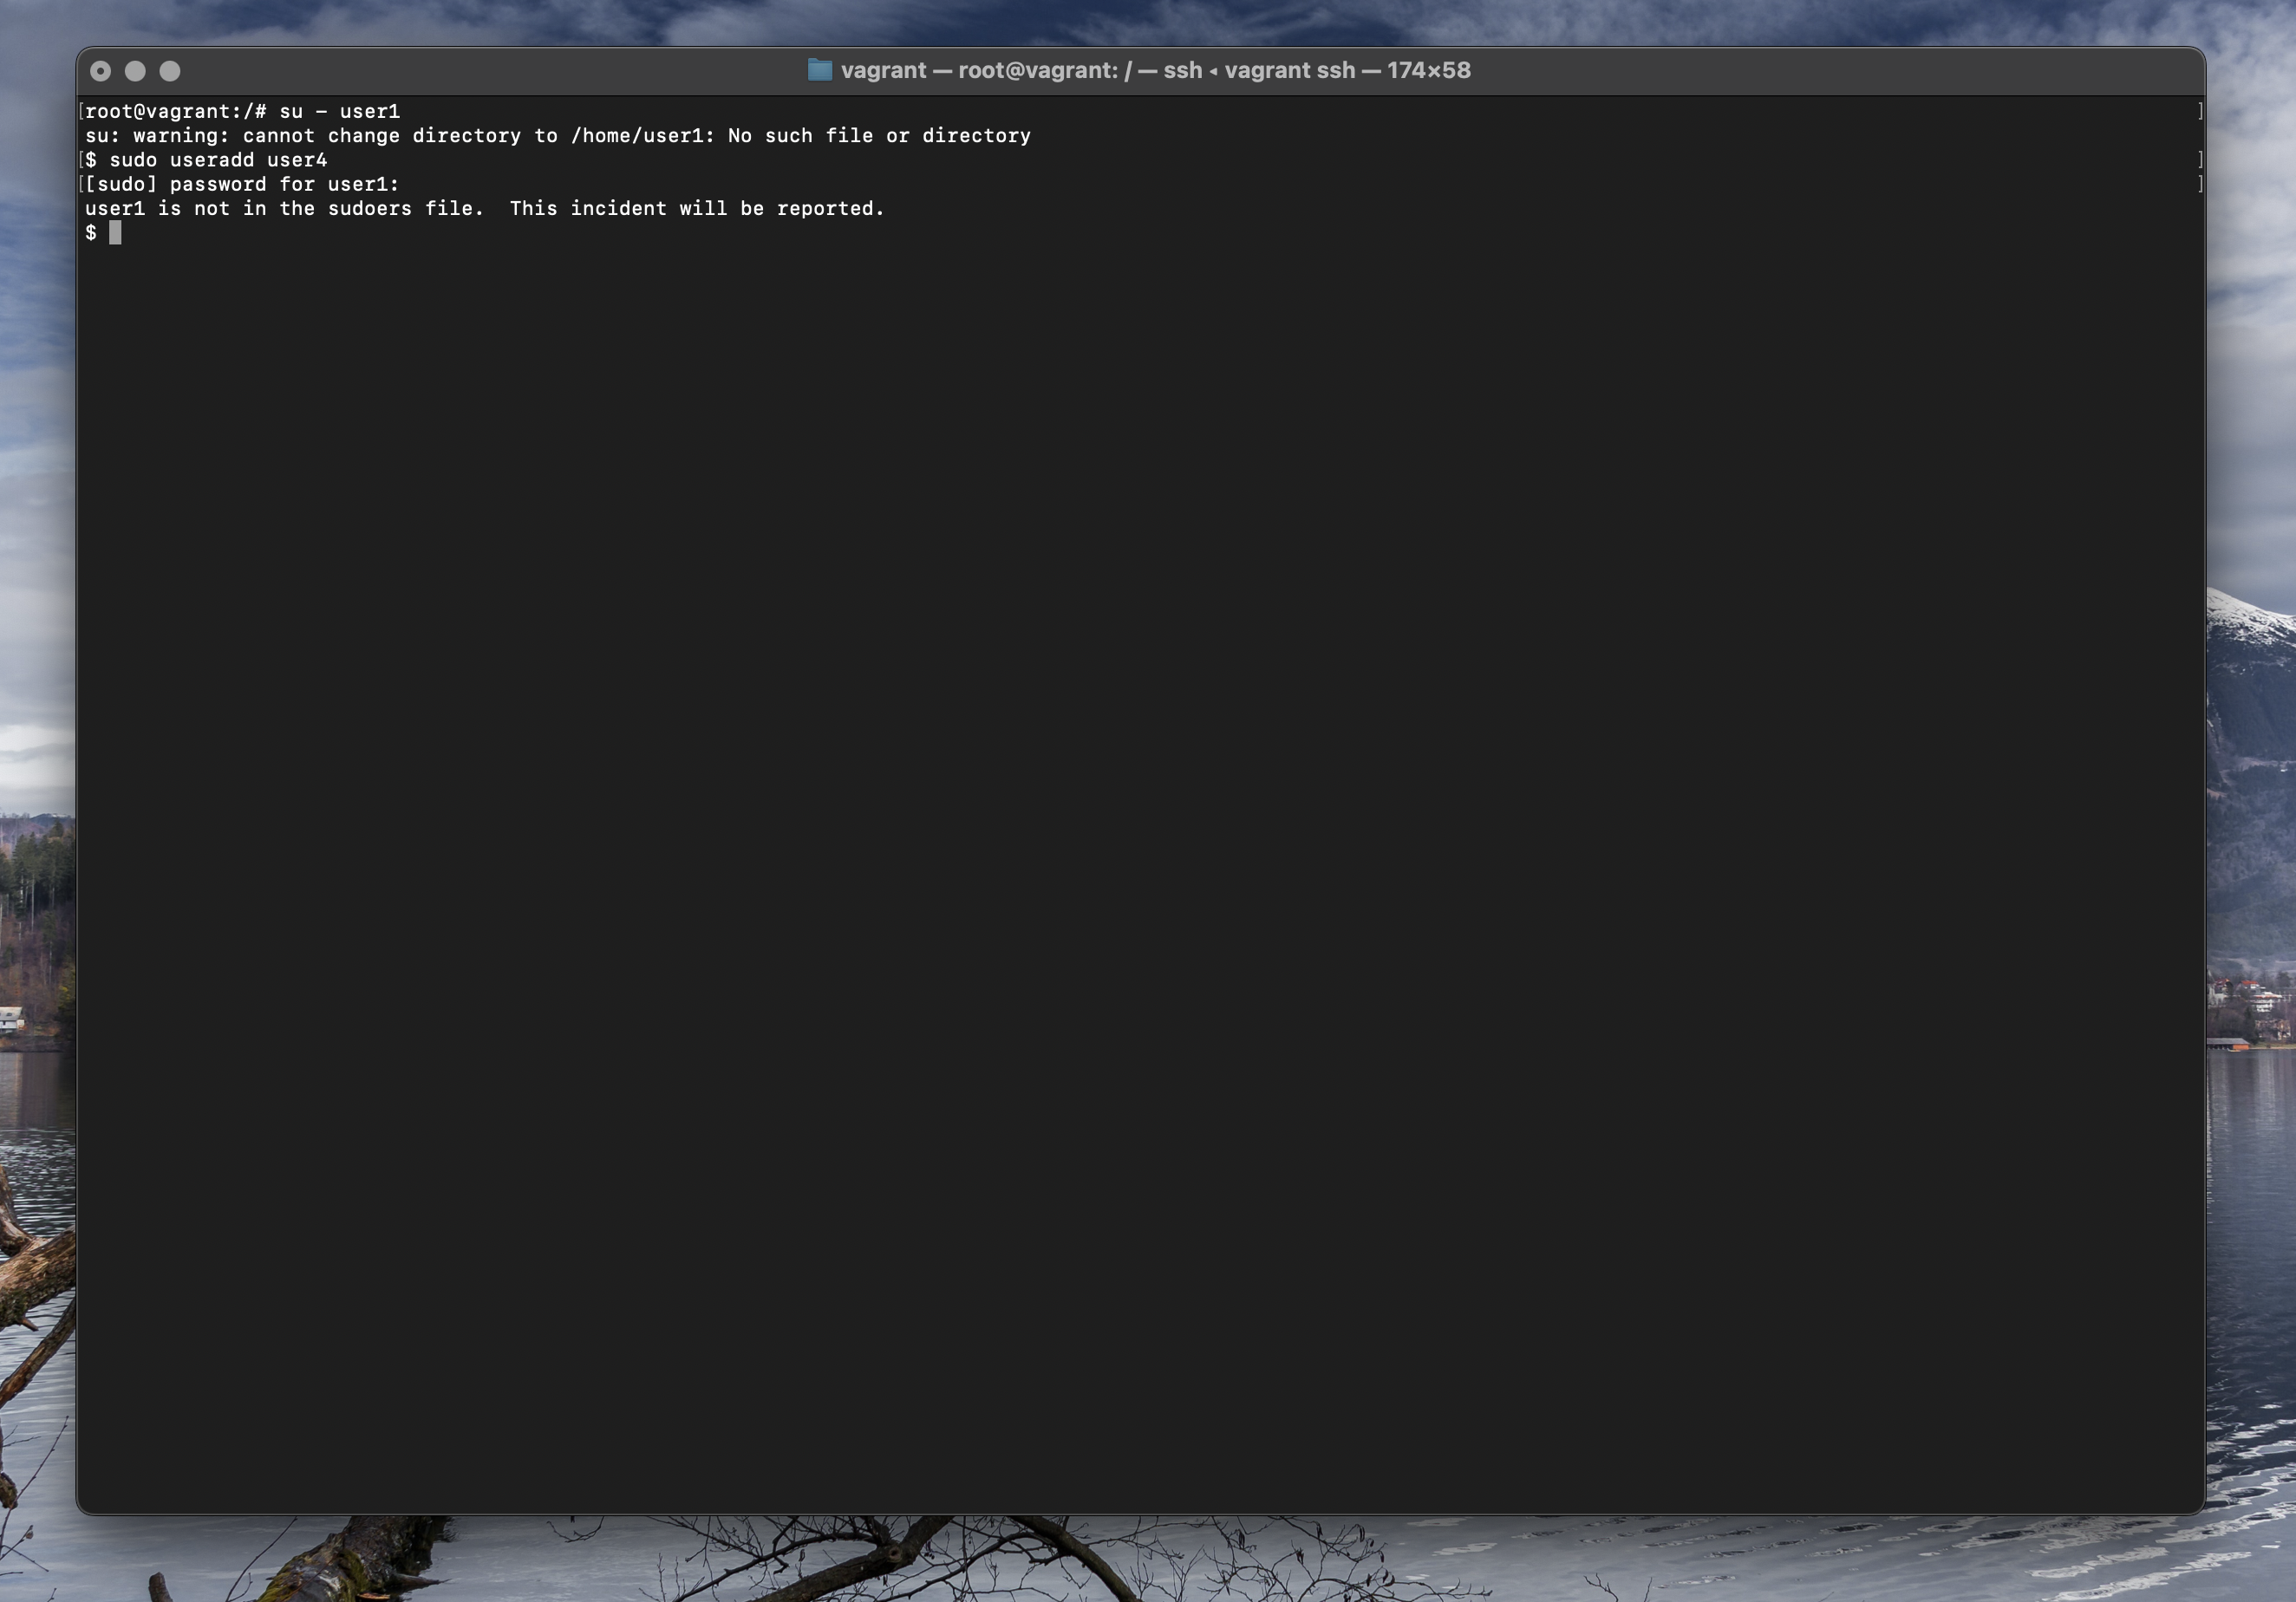 vagrant — root@vagrant: / — ssh ◂ vagrant ssh — 174×58
[root@vagrant:/# su - user1 ]
su: warning: cannot change directory to /home/user1: No such file or directory
[$ sudo useradd user4 ]
[[sudo] password for user1: ]
user1 is not in the sudoers file.  This incident will be reported.
$